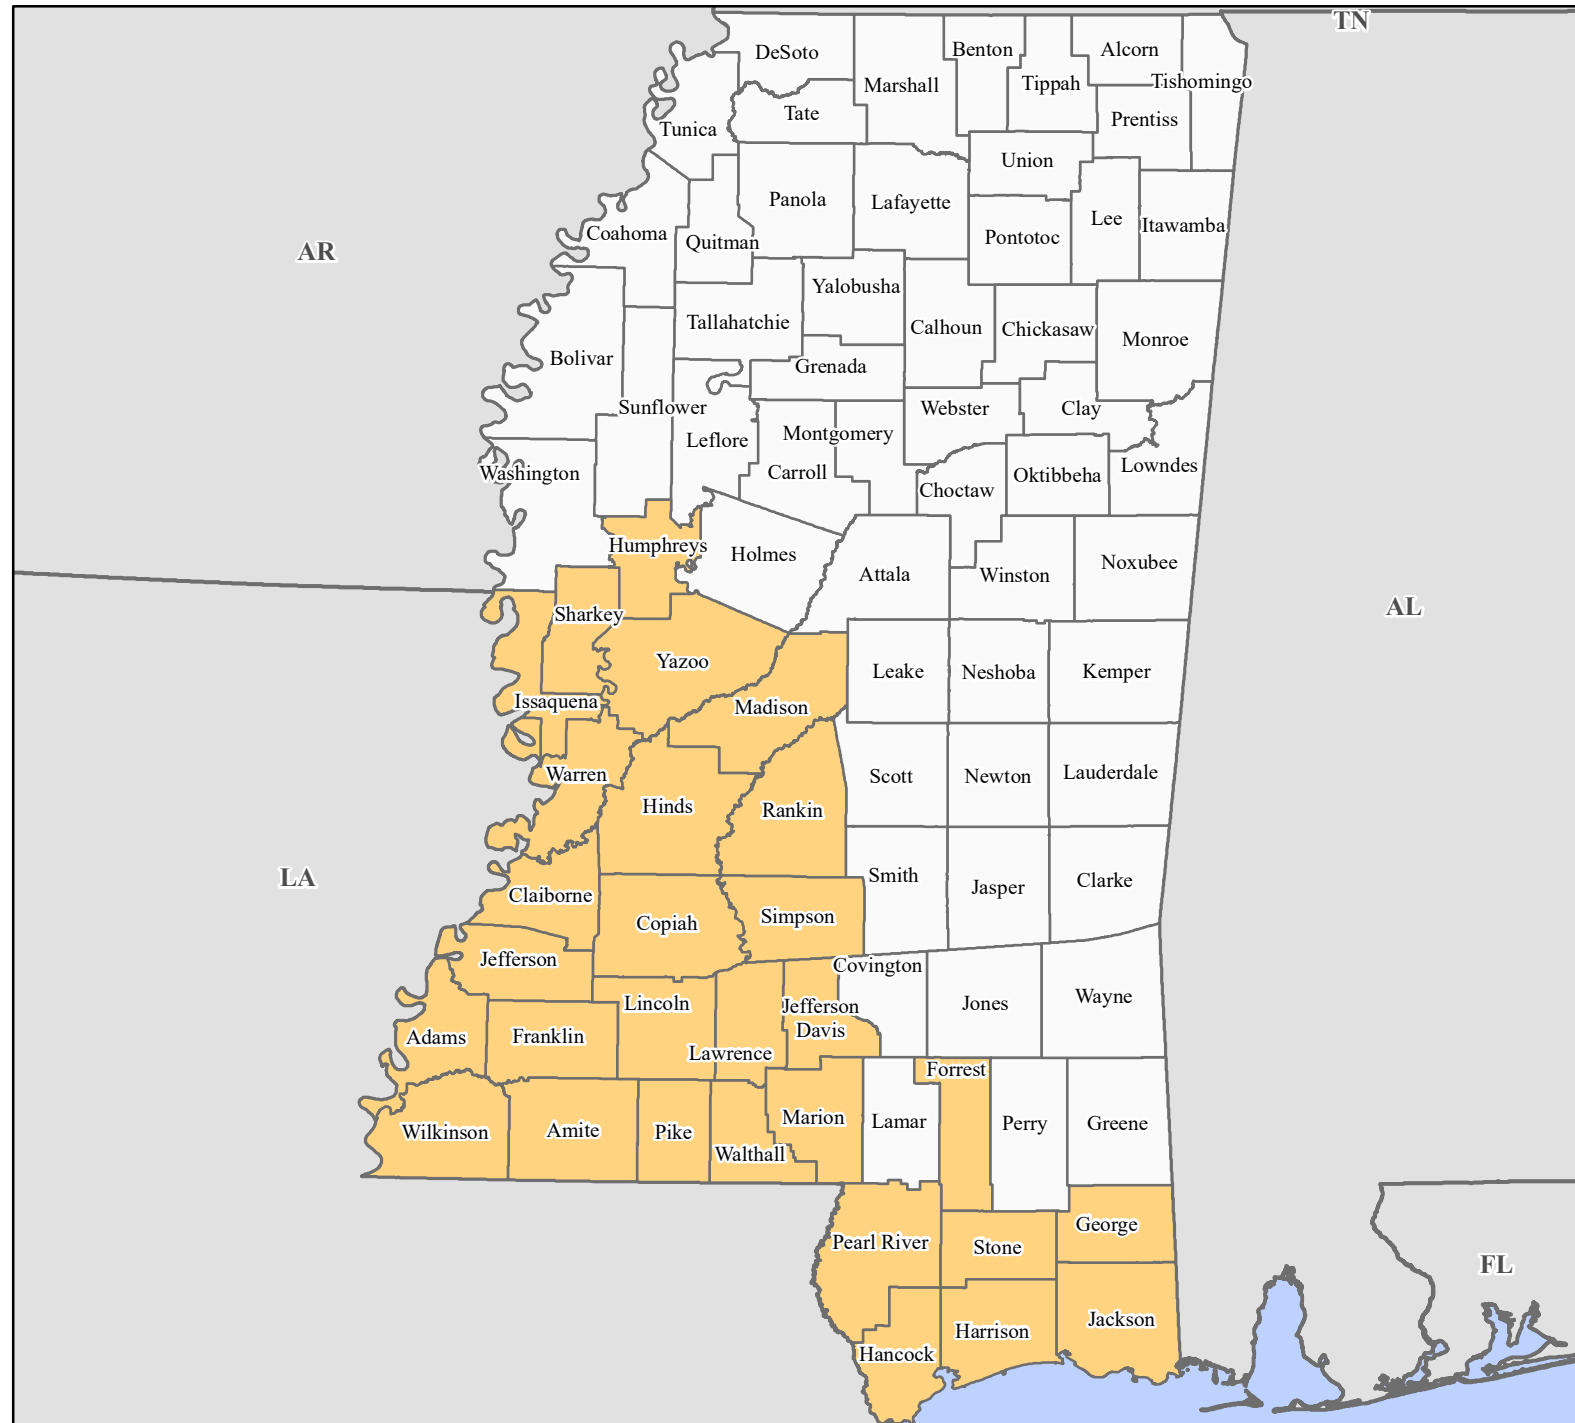 TN
DeSoto
Benton
Alcorn
Marshall
Tippah
Tishomingo
Tate
Prentiss
Tunica
Union
Panola
Lafayette
Lee
Itawamba
Coahoma
Quitman
Pontotoc
AR
Yalobusha
Tallahatchie
Calhoun
Chickasaw
Monroe
Bolivar
Grenada
Sunflower
Webster
Clay
Leflore
Montgomery
Washington
Carroll
Choctaw
Oktibbeha
Lowndes
Humphreys
Holmes
Attala
Winston
Noxubee
AL
Sharkey
Yazoo
Leake
Neshoba
Kemper
Issaquena
Madison
Warren
Scott
Newton
Lauderdale
Hinds
Rankin
LA
Smith
Jasper
Clarke
Claiborne
Copiah
Simpson
Jefferson
Covington
Lincoln
Jefferson
Davis
Jones
Wayne
Adams
Franklin
Lawrence
Forrest
Wilkinson
Amite
Pike
Marion
Lamar
Perry
Greene
Walthall
Pearl River
Stone
George
FL
Hancock
Harrison
Jackson